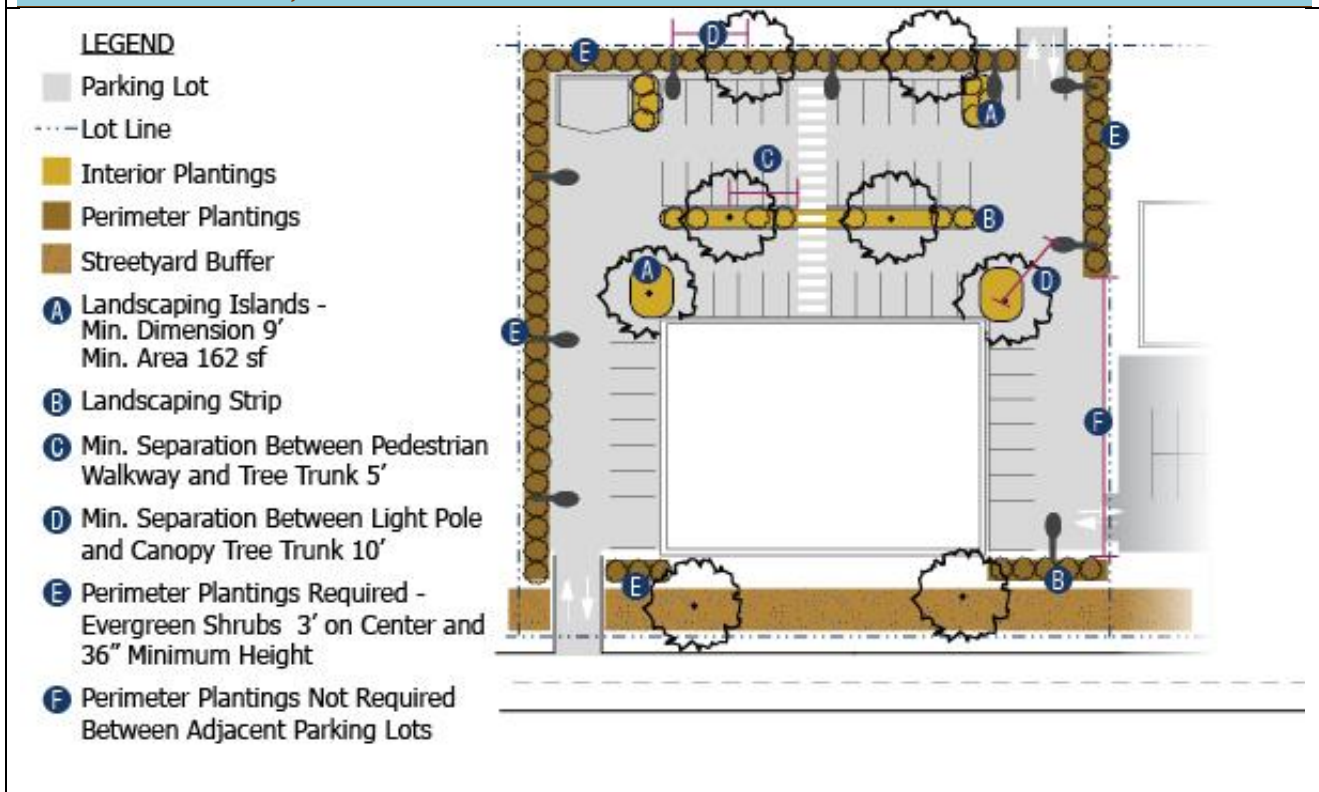 LEGEND
Parking Lot
Lot Line
Interior Plantings
Perimeter Plantings
Streetyard Buffer
A Landscaping Islands -
Min. Dimension 9’
Min. Area 162 sf
B Landscaping Strip
C Min. Separation Between Pedestrian
Walkway and Tree Trunk 5’
D Min. Separation Between Light Pole
and Canopy Tree Trunk 10’
E Perimeter Plantings Required -
Evergreen Shrubs 3’ on Center and
36” Minimum Height
F Perimeter Plantings Not Required
Between Adjacent Parking Lots
D
E
A
E
C
B
A
D
E
F
E
B